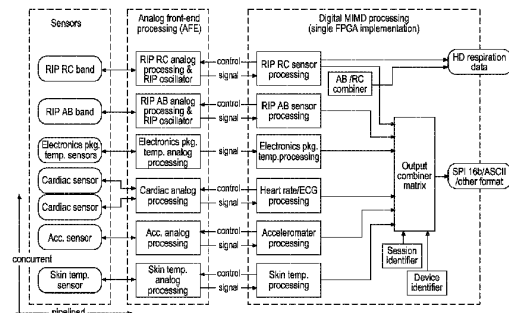 Sensors
Analog front-end
processing (AFE)
Digital MIMD processing
(single FPGA implementation)
RIP RC band
RIP RC analog
processing &
RIP oscillator
control
signal
RIP RC sensor
processing
HD respiration
data
AB /RC
combiner
RIP AB band
RIP AB analog
processing &
RIP oscillator
control
signal
RIP AB sensor
processing
Electronics pkg.
temp. sensors
Electronics pkg.
temp. analog
processing
signal
Electronics pkg.
temp.processing
Cardiac sensor
Cardiac sensor
Cardiac analog
processing
control
signal
Heart rate/ECG
processing
Output
combiner
matrix
SPI 16b/ASCII
/other format
Acc. sensor
Acc. analog
processing
control
signal
Acceleromater
processing
Session
identifier
Device
identifier
Skin temp.
sensor
Skin temp.
analog
processing
control
signal
Skin temp.
processing
concurrent
pipelined